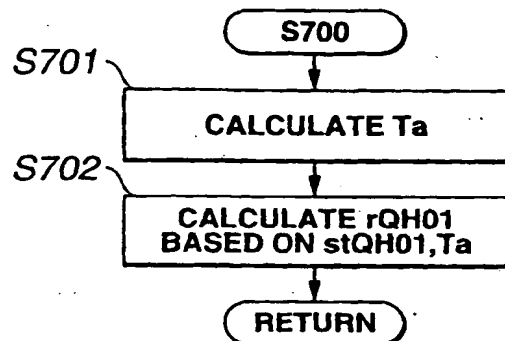 S700
S701
CALCULATE Ta
S702
CALCULATE rQH01
BASED ON stQH01,Ta
RETURN